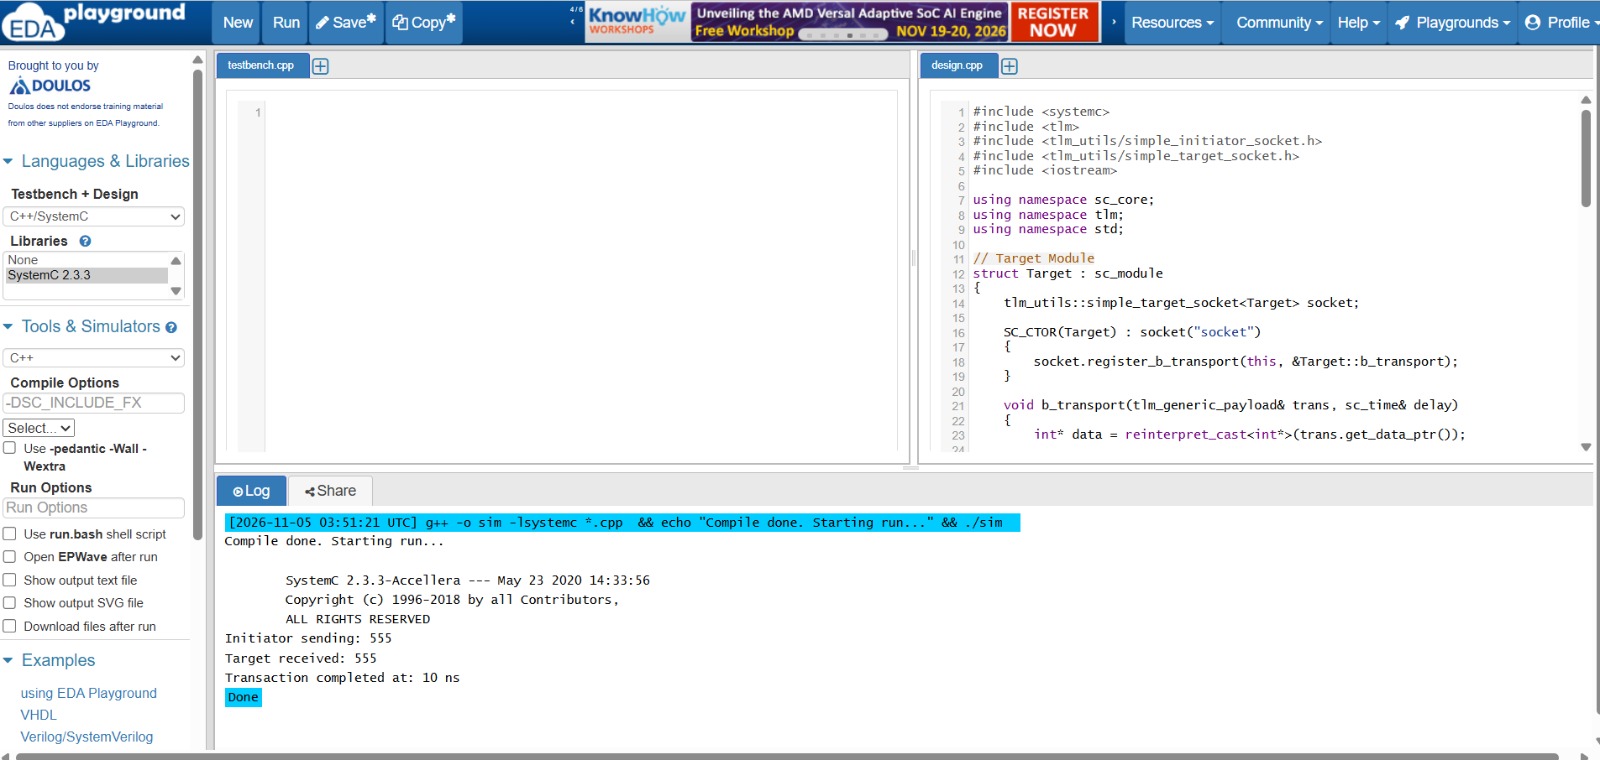 EDA playground
New
Run
Save*
Copy*
4/6
KnowHow
WORKSHOPS
Unveiling the AMD Versal Adaptive SoC AI Engine
Free Workshop
NOV 19-20, 2026
REGISTER
NOW
Resources
Community
Help
Playgrounds
Profile
Brought to you by
DOULOS
Doulos does not endorse training material
from other suppliers on EDA Playground.
Languages & Libraries
Testbench + Design
C++/SystemC
Libraries
None
SystemC 2.3.3
Tools & Simulators
C++
Compile Options
-DSC_INCLUDE_FX
Select...
Use -pedantic -Wall -
Wextra
Run Options
Run Options
Use run.bash shell script
Open EPWave after run
Show output text file
Show output SVG file
Download files after run
Examples
using EDA Playground
VHDL
Verilog/SystemVerilog
testbench.cpp
1
design.cpp
1 #include <systemc>
2 #include <tlm>
3 #include <tlm_utils/simple_initiator_socket.h>
4 #include <tlm_utils/simple_target_socket.h>
5 #include <iostream>
6
7 using namespace sc_core;
8 using namespace tlm;
9 using namespace std;
10
11 // Target Module
12 struct Target : sc_module
13 {
14 tlm_utils::simple_target_socket<Target> socket;
15
16 SC_CTOR(Target) : socket("socket")
17 {
18 socket.register_b_transport(this, &Target::b_transport);
19 }
20
21 void b_transport(tlm_generic_payload& trans, sc_time& delay)
22 {
23 int* data = reinterpret_cast<int*>(trans.get_data_ptr());
24
Log
Share
[2026-11-05 03:51:21 UTC] g++ -o sim -lsystemc *.cpp && echo "Compile done. Starting run..." && ./sim
Compile done. Starting run...
SystemC 2.3.3-Accellera --- May 23 2020 14:33:56
Copyright (c) 1996-2018 by all Contributors,
ALL RIGHTS RESERVED
Initiator sending: 555
Target received: 555
Transaction completed at: 10 ns
Done